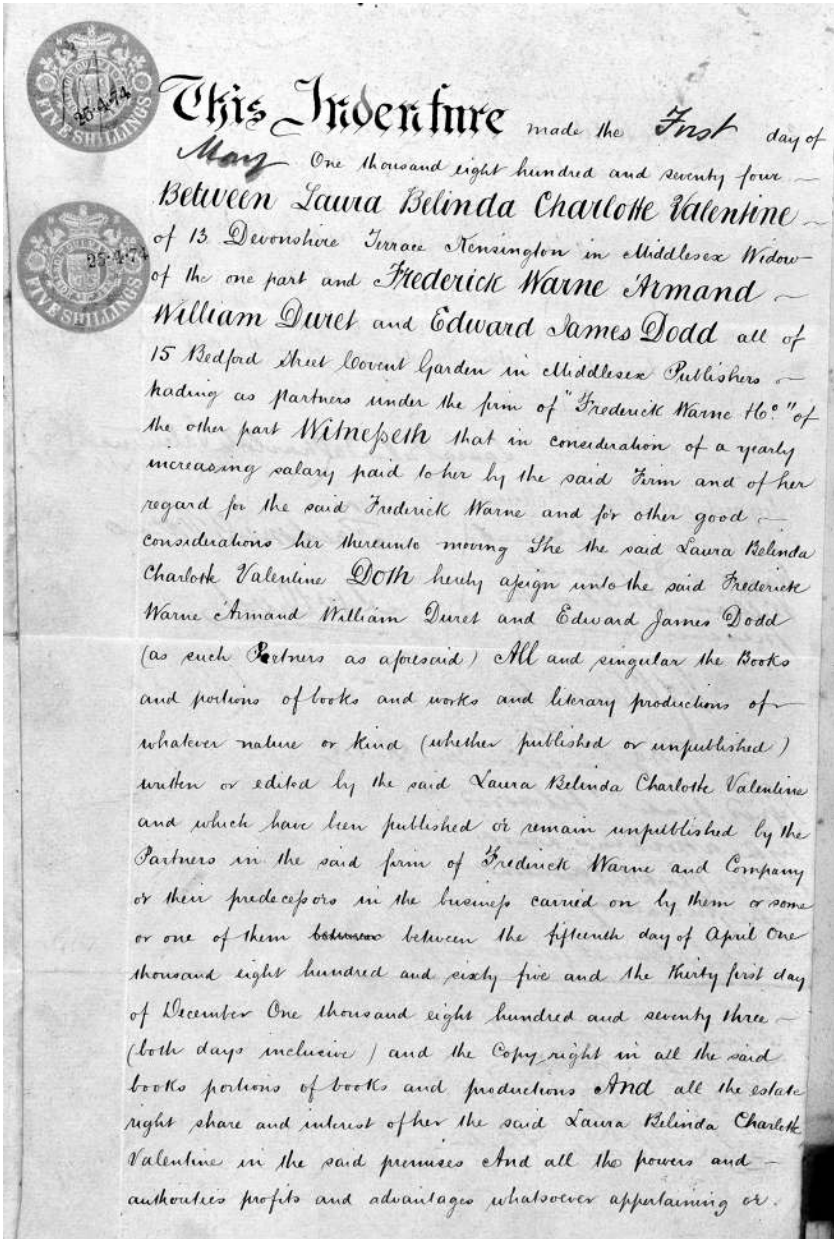 FIVE SHILLINGS
25·4·74
FIVE SHILLINGS
25·4·74
This Indenture made the First day of
May One thousand eight hundred and seventy four
Between Laura Belinda Charlotte Valentine
of 13 Devonshire Terrace Kensington in Middlesex Widow
of the one part and Frederick Warne Armand
William Duret and Edward James Dodd all of
15 Bedford Street Covent Garden in Middlesex Publishers
trading as Partners under the firm of "Frederick Warne & Co." of
the other part Witnesseth that in consideration of a yearly
increasing salary paid to her by the said Firm and of her
regard for the said Frederick Warne and for other good
considerations her thereunto moving She the said Laura Belinda
Charlotte Valentine Doth hereby assign unto the said Frederick
Warne Armand William Duret and Edward James Dodd
(as such Partners as aforesaid) All and singular the Books
and portions of books and works and literary productions of
whatever nature or kind (whether published or unpublished)
written or edited by the said Laura Belinda Charlotte Valentine
and which have been published or remain unpublished by the
Partners in the said firm of Frederick Warne and Company
or their predecessors in the business carried on by them or some
or one of them between between the fifteenth day of April One
thousand eight hundred and sixty five and the thirty first day
of December One thousand eight hundred and seventy three
(both days inclusive) and the Copy right in all the said
books portions of books and productions And all the estate
right share and interest of her the said Laura Belinda Charlotte
Valentine in the said premises And all the powers and
authorities profits and advantages whatsoever appertaining or